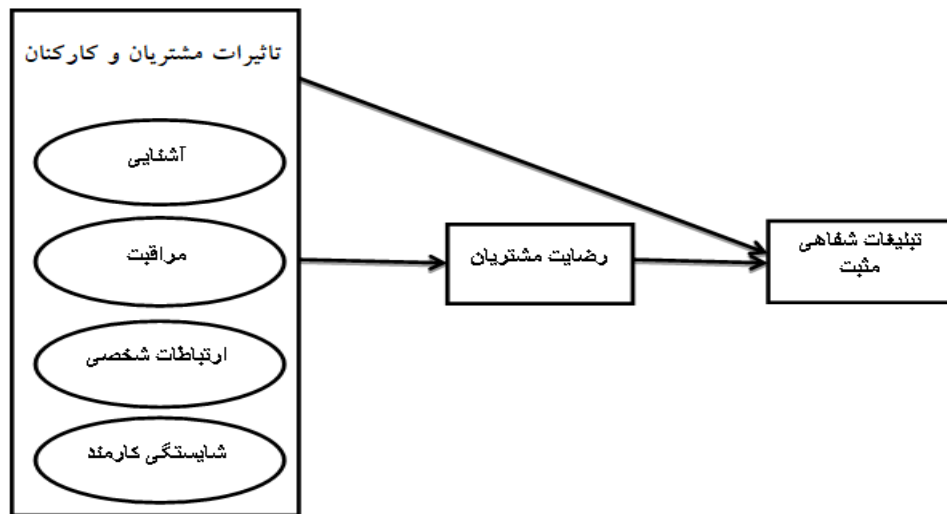 تاثیرات مشتریان و کارکنان
آشنایی
مراقبت
ارتباطات شخصی
شایستگی کارمند
رضایت مشتریان
تبلیغات شفاهی
مثبت